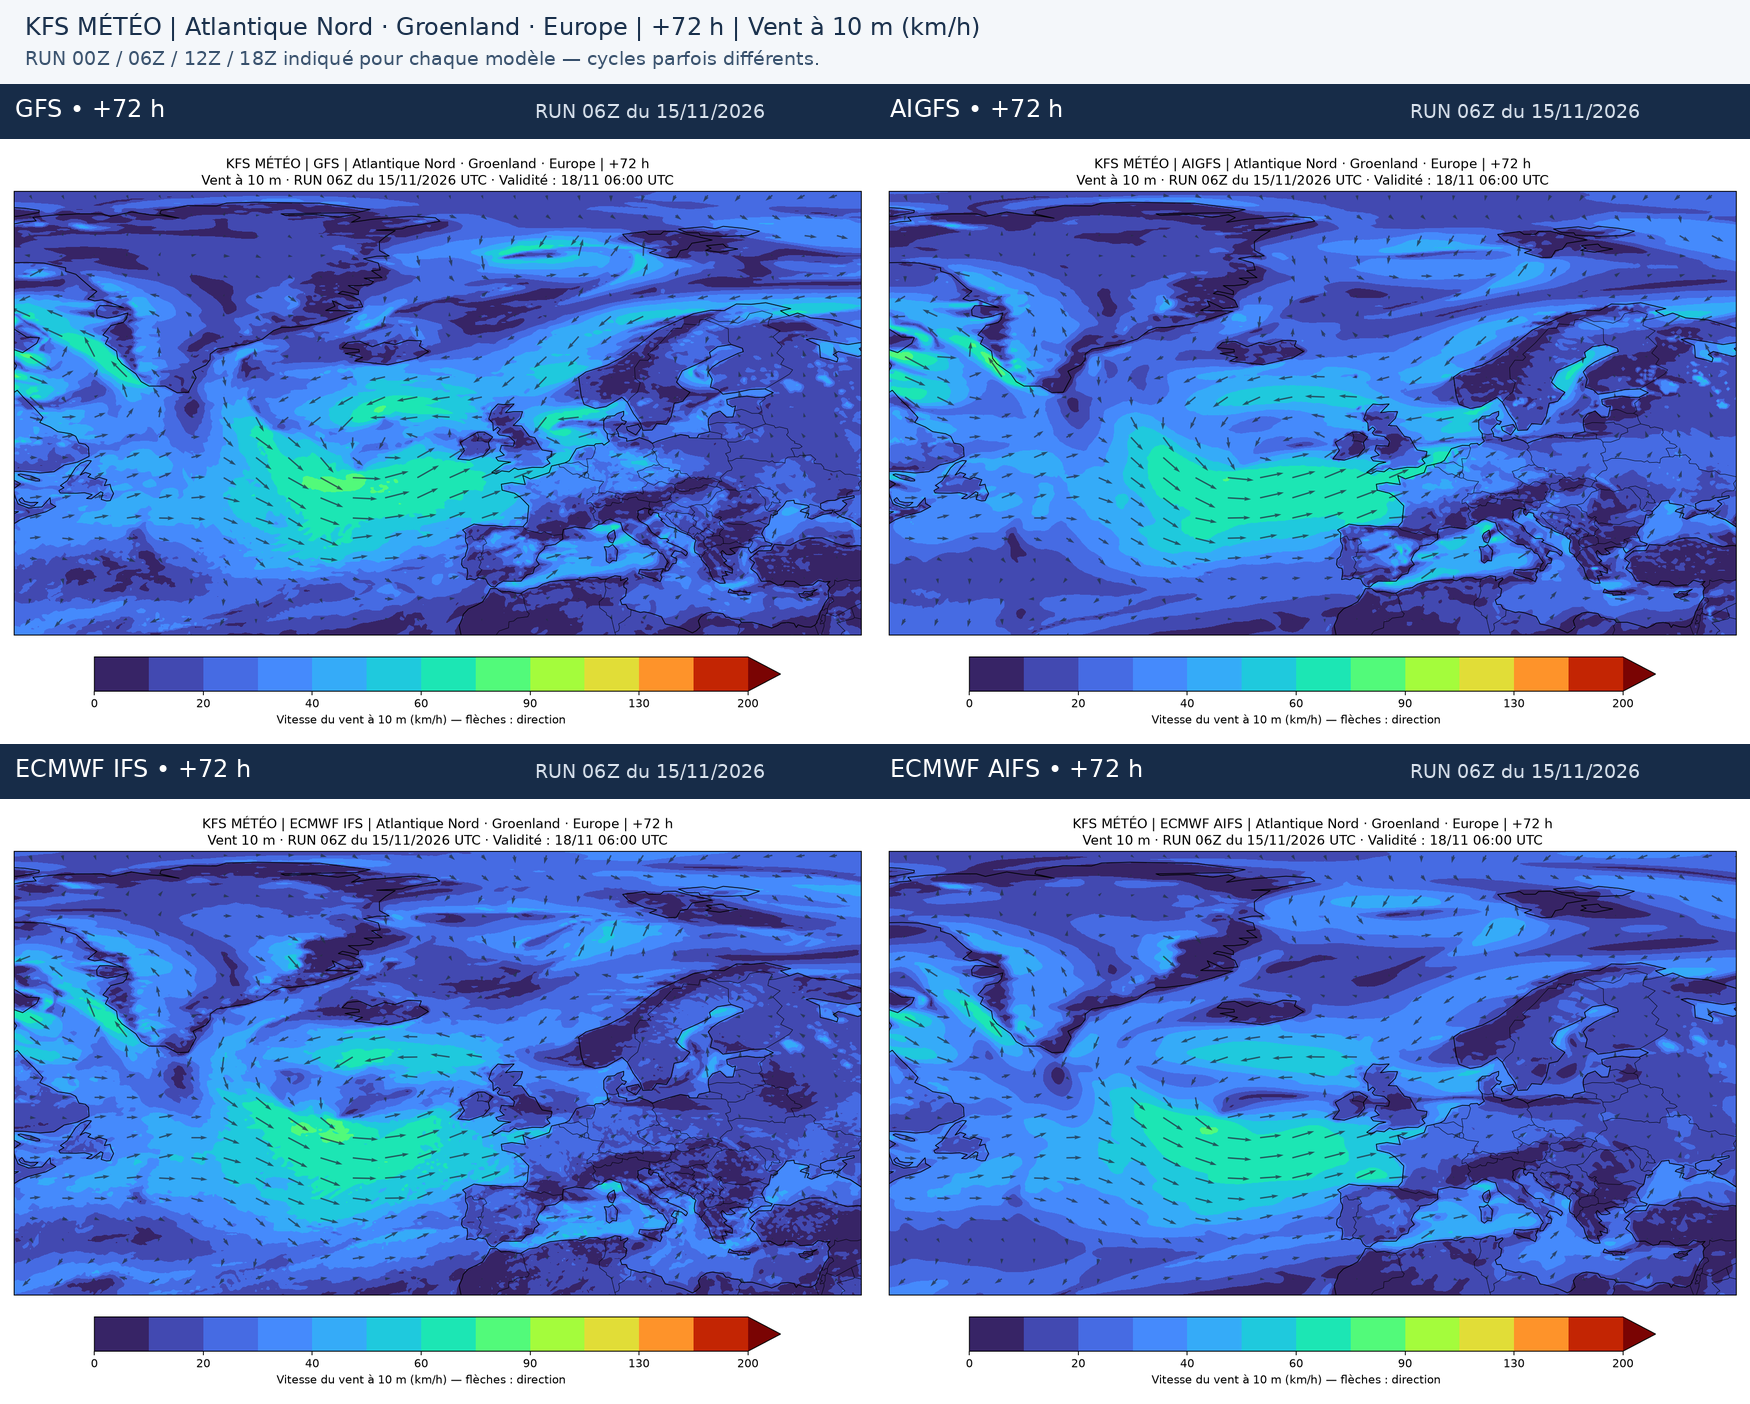 KFS MÉTÉO | Atlantique Nord · Groenland · Europe | +72 h | Vent à 10 m (km/h)
RUN 00Z / 06Z / 12Z / 18Z indiqué pour chaque modèle — cycles parfois différents.
GFS • +72 h
RUN 06Z du 15/11/2026
AIGFS • +72 h
RUN 06Z du 15/11/2026
KFS MÉTÉO | GFS | Atlantique Nord · Groenland · Europe | +72 h
Vent à 10 m · RUN 06Z du 15/11/2026 UTC · Validité : 18/11 06:00 UTC
KFS MÉTÉO | AIGFS | Atlantique Nord · Groenland · Europe | +72 h
Vent à 10 m · RUN 06Z du 15/11/2026 UTC · Validité : 18/11 06:00 UTC
0 20 40 60 90 130 200
Vitesse du vent à 10 m (km/h) — flèches : direction
0 20 40 60 90 130 200
Vitesse du vent à 10 m (km/h) — flèches : direction
ECMWF IFS • +72 h
RUN 06Z du 15/11/2026
ECMWF AIFS • +72 h
RUN 06Z du 15/11/2026
KFS MÉTÉO | ECMWF IFS | Atlantique Nord · Groenland · Europe | +72 h
Vent 10 m · RUN 06Z du 15/11/2026 UTC · Validité : 18/11 06:00 UTC
KFS MÉTÉO | ECMWF AIFS | Atlantique Nord · Groenland · Europe | +72 h
Vent 10 m · RUN 06Z du 15/11/2026 UTC · Validité : 18/11 06:00 UTC
0 20 40 60 90 130 200
Vitesse du vent à 10 m (km/h) — flèches : direction
0 20 40 60 90 130 200
Vitesse du vent à 10 m (km/h) — flèches : direction